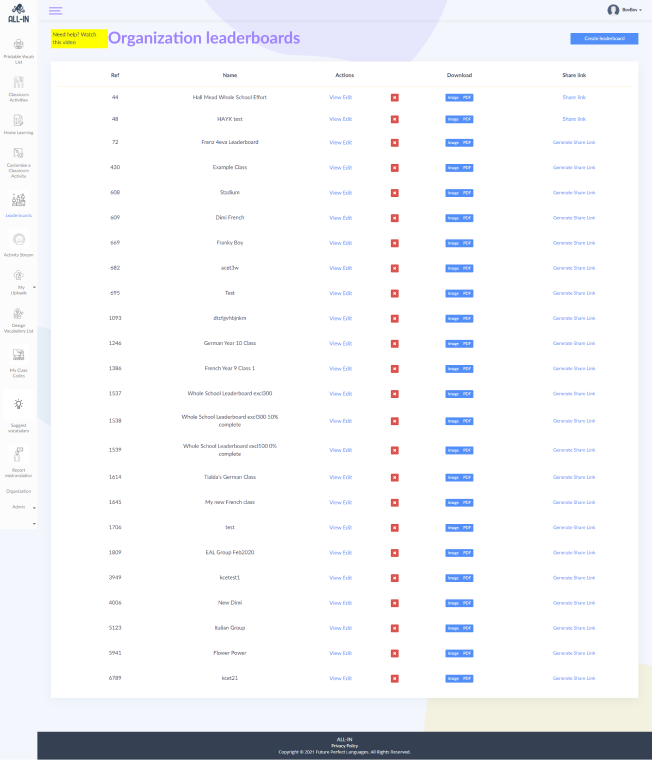 ALL-IN
BovBov
Printable Vocab
List
Classroom
Activities
Home Learning
Customise a
Classroom
Activity
Leaderboards
Activity Stream
My
Uploads
Design
Vocabulary List
My Class
Codes
Suggest
vocabulary
Report
mistranslation
Organization
Admin
Need help? Watch
this video
Organization leaderboards
Create leaderboard
Ref Name Actions Download Share link
44 Hall Mead Whole School Effort View Edit Image PDF Share link
48 HAYK test View Edit Image PDF Share link
72 Franz 4eva Leaderboard View Edit Image PDF Generate Share Link
430 Example Class View Edit Image PDF Generate Share Link
608 Stadium View Edit Image PDF Generate Share Link
609 Dimi French View Edit Image PDF Generate Share Link
669 Franky Boy View Edit Image PDF Generate Share Link
682 acet3w View Edit Image PDF Generate Share Link
695 Test View Edit Image PDF Generate Share Link
1093 View Edit Image PDF Generate Share Link
1246 German Year 10 Class View Edit Image PDF Generate Share Link
1386 French Year 9 Class 1 View Edit Image PDF Generate Share Link
1537 Whole School Leaderboard excl300 View Edit Image PDF Generate Share Link
1538 Whole School Leaderboard excl300 50%
complete View Edit Image PDF Generate Share Link
1539 Whole School Leaderboard excl100 0%
complete View Edit Image PDF Generate Share Link
1614 German Class View Edit Image PDF Generate Share Link
1645 My new French class View Edit Image PDF Generate Share Link
1706 test View Edit Image PDF Generate Share Link
1809 EAL Group Feb2020 View Edit Image PDF Generate Share Link
3949 kcetest1 View Edit Image PDF Generate Share Link
4006 New Dimi View Edit Image PDF Generate Share Link
5123 Italian Group View Edit Image PDF Generate Share Link
5941 Flower Power View Edit Image PDF Generate Share Link
6789 kcet21 View Edit Image PDF Generate Share Link
ALL-IN
Privacy Policy
Copyright © 2021 Future Perfect Languages. All Rights Reserved.